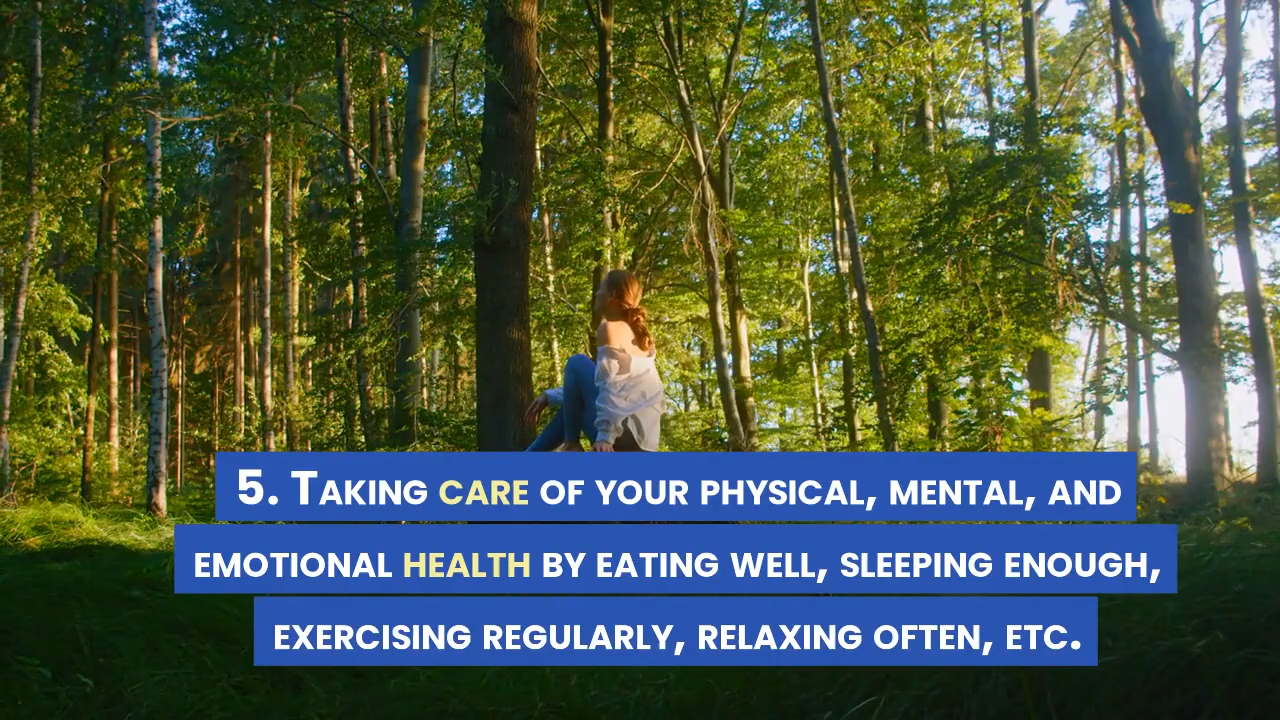 5. Taking care of your physical, mental, and
emotional health by eating well, sleeping enough,
exercising regularly, relaxing often, etc.